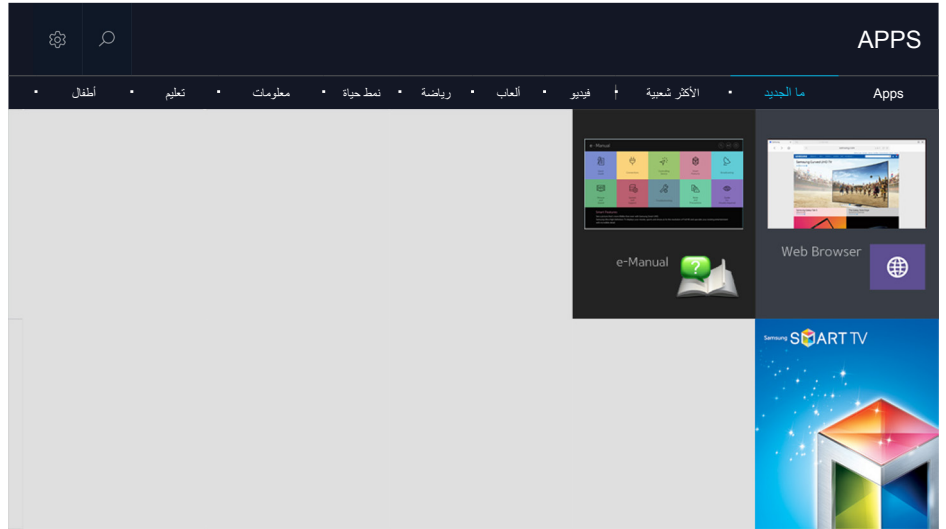 APPS
Apps
ما الجديد
الأكثر شعبية
فيديو
ألعاب
رياضة
نمط حياة
معلومات
تعليم
أطفال
Manual
Web Browser
e-Manual
Samsung SMART TV